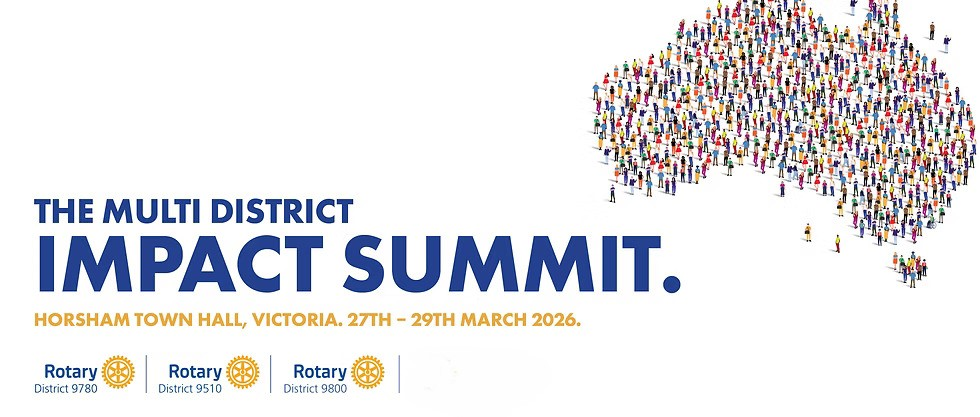 THE MULTI DISTRICT
IMPACT SUMMIT.
HORSHAM TOWN HALL, VICTORIA. 27TH – 29TH MARCH 2026.
Rotary
District 9780
Rotary
District 9510
Rotary
District 9800